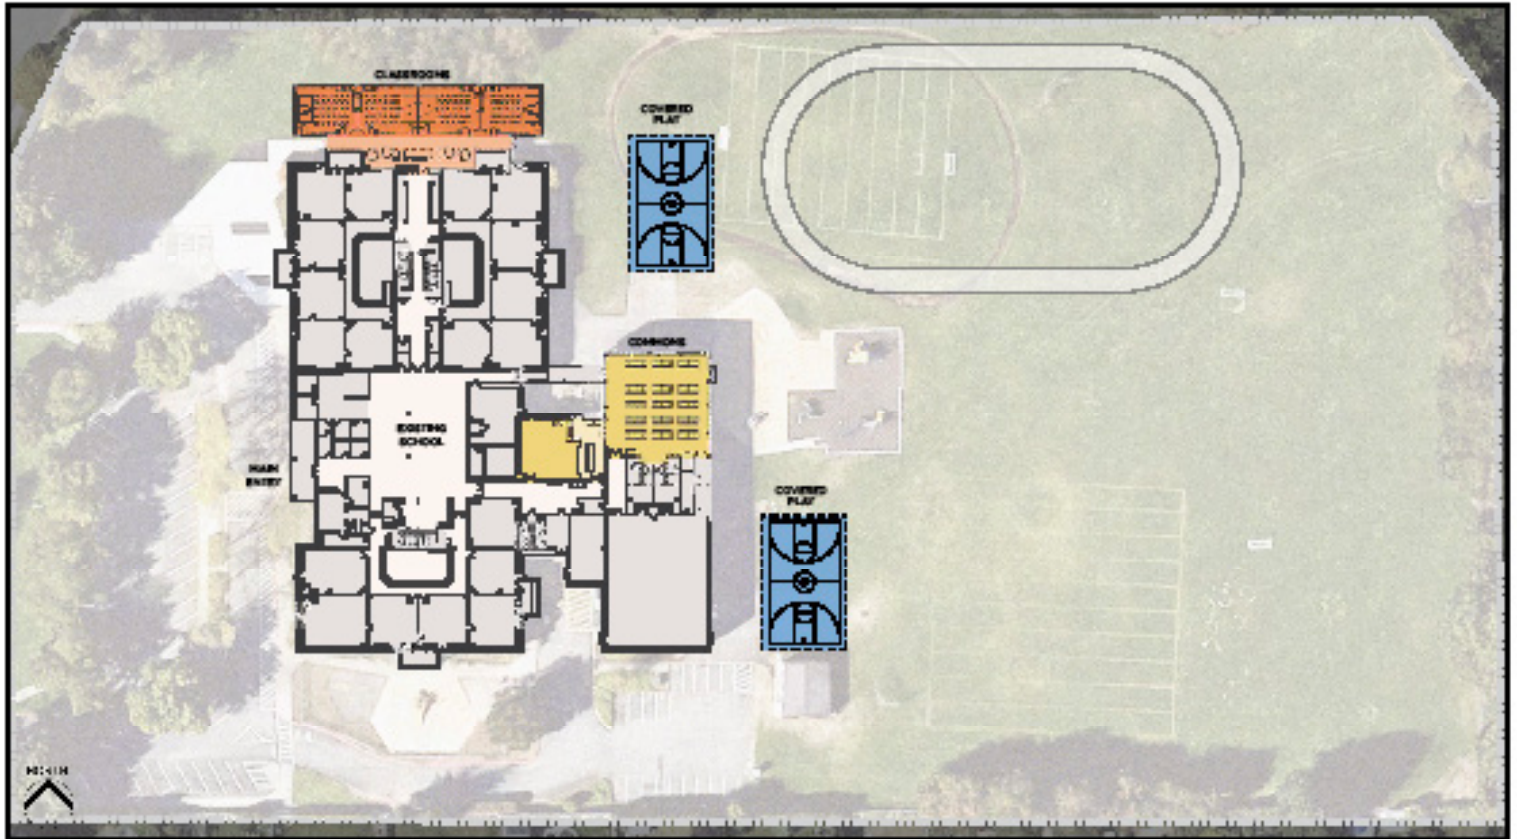 CLASSROOMS
COVERED
PLAY
COMMONS
EXISTING
SCHOOL
MAIN
ENTRY
COVERED
PLAY
NORTH